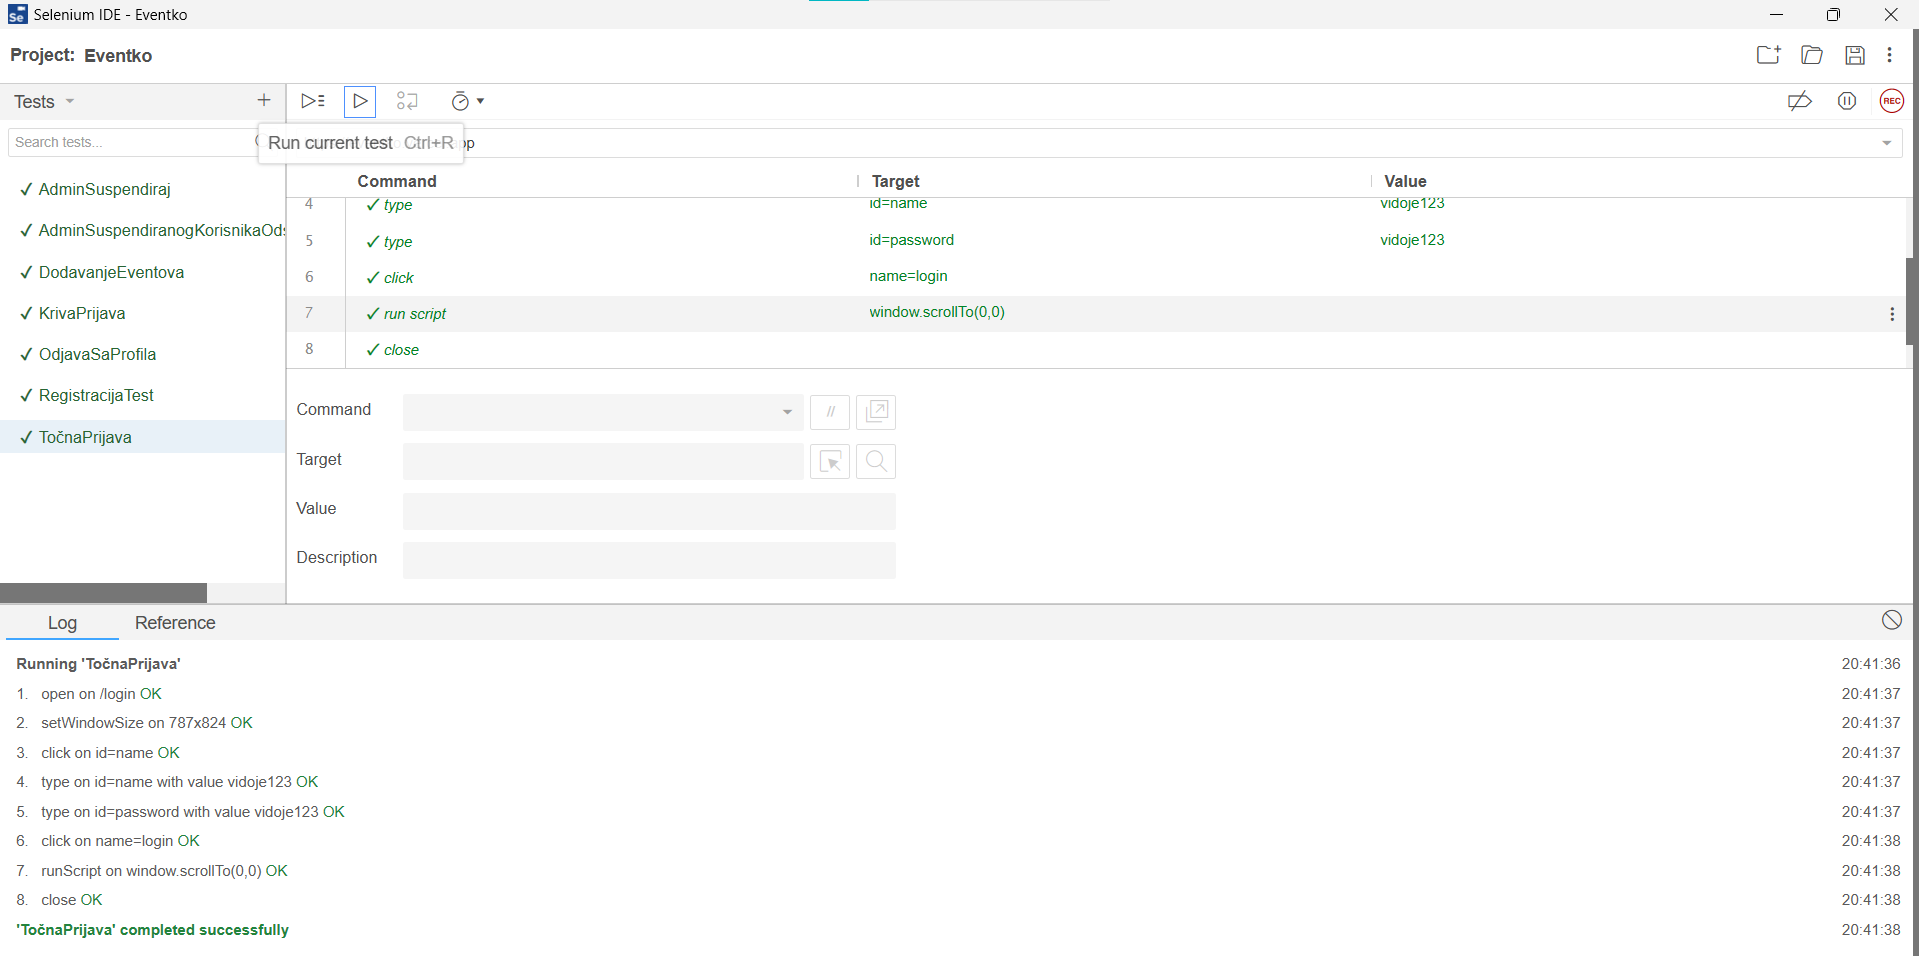 Selenium IDE - Eventko
Project: Eventko
Tests
Search tests...
Run current test Ctrl+R
pp
✓ AdminSuspendiraj
✓ AdminSuspendiranogKorisnikaOd
✓ DodavanjeEventova
✓ KrivaPrijava
✓ OdjavaSaProfila
✓ RegistracijaTest
✓ TočnaPrijava
REC
Command Target Value
4 ✓ type id=name vidoje123
5 ✓ type id=password vidoje123
6 ✓ click name=login
7 ✓ run script window.scrollTo(0,0)
8 ✓ close
Command //
Target
Value
Description
Log Reference
Running 'TočnaPrijava' 20:41:36
1. open on /login OK 20:41:37
2. setWindowSize on 787x824 OK 20:41:37
3. click on id=name OK 20:41:37
4. type on id=name with value vidoje123 OK 20:41:37
5. type on id=password with value vidoje123 OK 20:41:37
6. click on name=login OK 20:41:38
7. runScript on window.scrollTo(0,0) OK 20:41:38
8. close OK 20:41:38
'TočnaPrijava' completed successfully 20:41:38